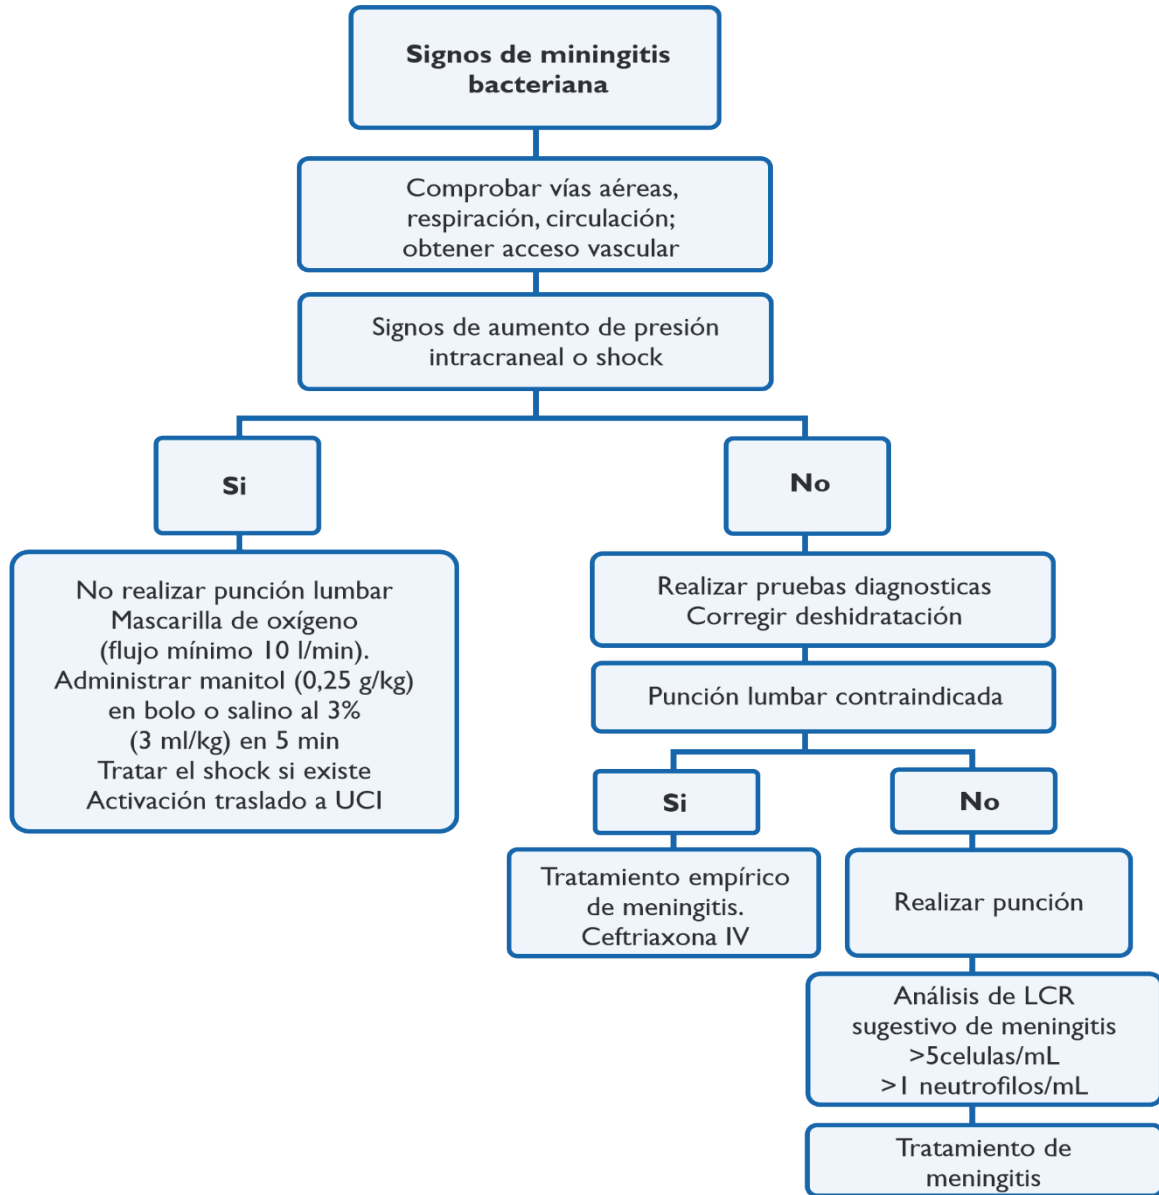 Signos de miningitis
bacteriana
Comprobar vías aéreas,
respiración, circulación;
obtener acceso vascular
Signos de aumento de presión
intracraneal o shock
Si
No
No realizar punción lumbar
Mascarilla de oxígeno
(flujo mínimo 10 l/min).
Administrar manitol (0,25 g/kg)
en bolo o salino al 3%
(3 ml/kg) en 5 min
Tratar el shock si existe
Activación traslado a UCI
Realizar pruebas diagnosticas
Corregir deshidratación
Punción lumbar contraindicada
Si
No
Tratamiento empírico
de meningitis.
Ceftriaxona IV
Realizar punción
Análisis de LCR
sugestivo de meningitis
>5celulas/mL
>1 neutrofilos/mL
Tratamiento de
meningitis